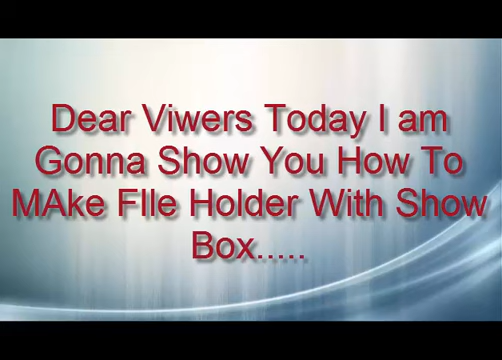 Dear Viwers Today I am
Gonna Show You How To
MAke FIle Holder With Show
Box.....